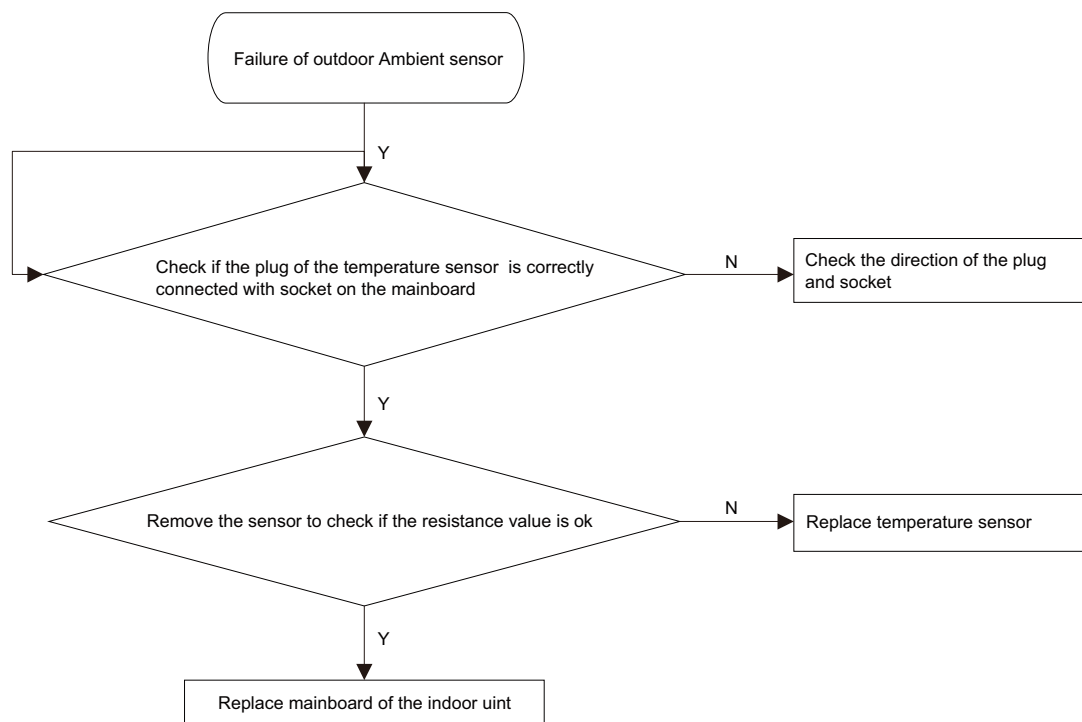 Failure of outdoor Ambient sensor
Y
Check if the plug of the temperature sensor is correctly
connected with socket on the mainboard
N
Check the direction of the plug
and socket
Y
Remove the sensor to check if the resistance value is ok
N
Replace temperature sensor
Y
Replace mainboard of the indoor uint